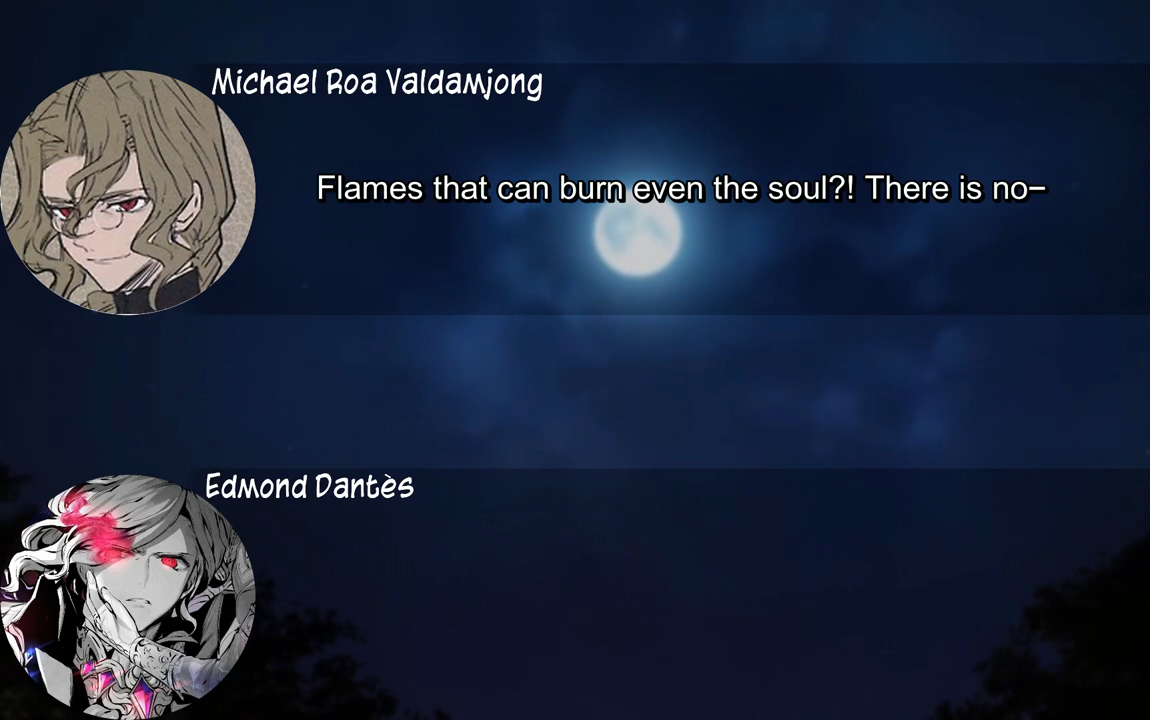 Michael Roa Valdamjong
Flames that can burn even the soul?! There is no–
Edmond Dantès